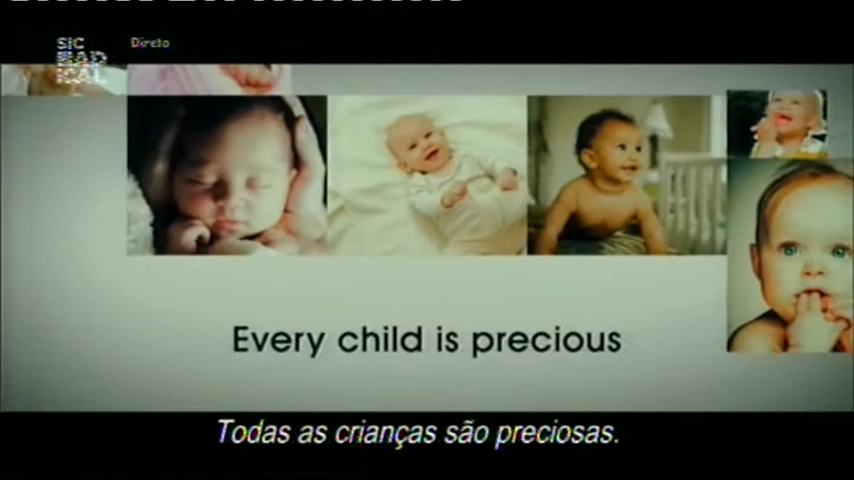 SIC
RADICAL
Direto
Every child is precious
Todas as crianças são preciosas.